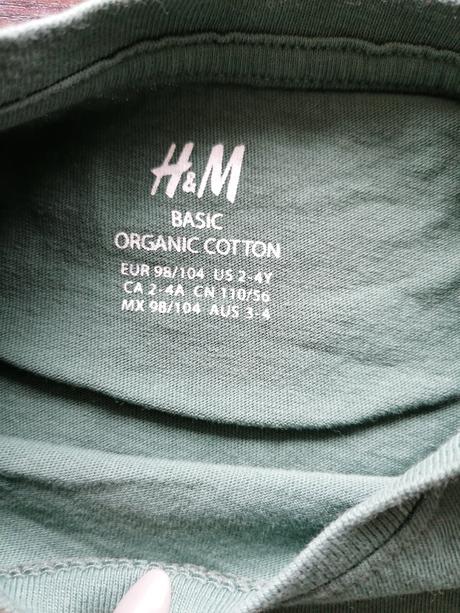 H&M
BASIC
ORGANIC COTTON
EUR 98/104 US 2-4Y
CA 2-4A CN 110/56
MX 98/104 AUS 3-4